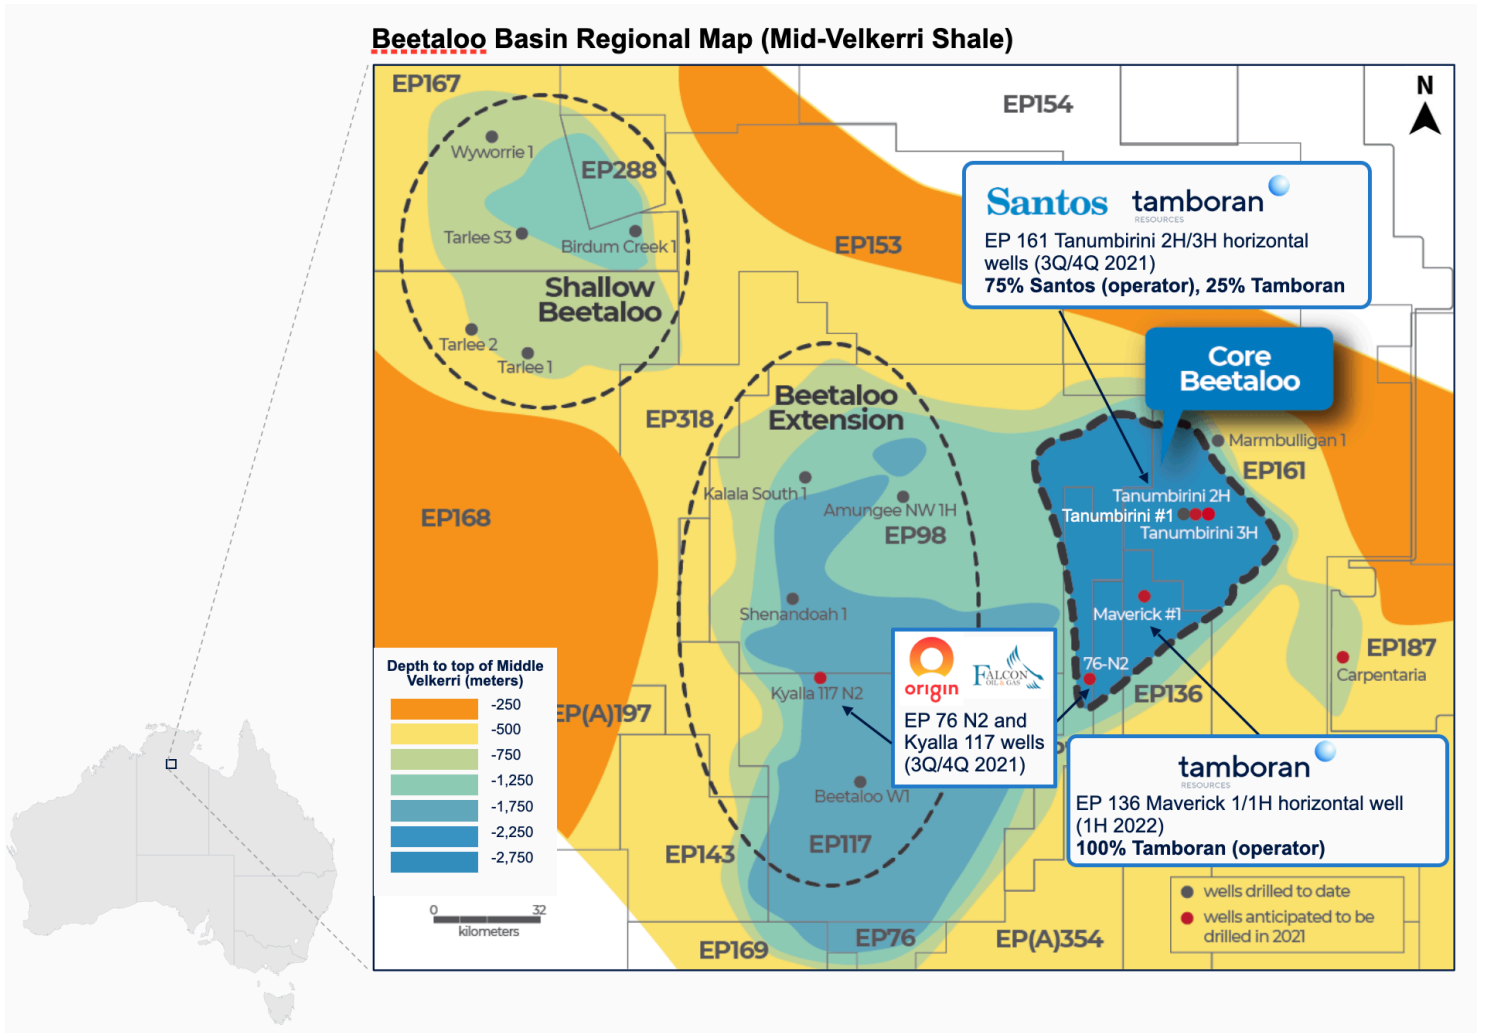 Beetaloo Basin Regional Map (Mid-Velkerri Shale)
EP167
EP154
N
Wyworrie 1
EP288
Santos tamboran
RESOURCES
EP 161 Tanumbirini 2H/3H horizontal
wells (3Q/4Q 2021)
75% Santos (operator), 25% Tamboran
Tarlee S3
Birdum Creek 1
EP153
Shallow
Beetaloo
Tarlee 2
Tarlee 1
Core
Beetaloo
Beetaloo
Extension
EP318
Marmbulligan 1
EP161
Kalala South 1
Amungee NW 1H
EP98
EP168
Tanumbirini 2H
Tanumbirini #1
Tanumbirini 3H
Shenandoah 1
Maverick #1
EP187
Carpentaria
76-N2
EP136
Kyalla 117 N2
EP(A)197
origin
FALCON
OIL & GAS
EP 76 N2 and
Kyalla 117 wells
(3Q/4Q 2021)
Depth to top of Middle
Velkerri (meters)
-250
-500
-750
-1,250
-1,750
-2,250
-2,750
tamboran
RESOURCES
EP 136 Maverick 1/1H horizontal well
(1H 2022)
100% Tamboran (operator)
Beetaloo W1
EP117
EP143
wells drilled to date
wells anticipated to be
drilled in 2021
0 32
kilometers
EP169
EP76
EP(A)354